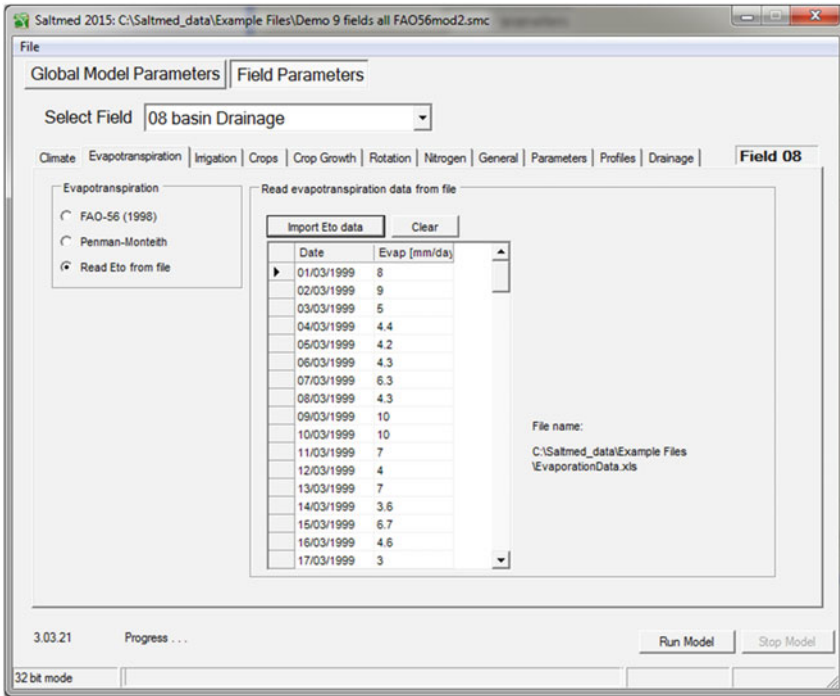 Saltmed 2015: C:\Saltmed_data\Example Files\Demo 9 fields all FAO56mod2.smc
File
Global Model Parameters Field Parameters
Select Field 08 basin Drainage
Climate Evapotranspiration Irrigation Crops Crop Growth Rotation Nitrogen General Parameters Profiles Drainage Field 08
Evapotranspiration
FAO-56 (1998)
Penman-Monteith
Read Eto from file
Read evapotranspiration data from file
Import Eto data Clear
Date Evap [mm/day
01/03/1999 8
02/03/1999 9
03/03/1999 5
04/03/1999 4.4
05/03/1999 4.2
06/03/1999 4.3
07/03/1999 6.3
08/03/1999 4.3
09/03/1999 10
10/03/1999 10
11/03/1999 7
12/03/1999 4
13/03/1999 7
14/03/1999 3.6
15/03/1999 6.7
16/03/1999 4.6
17/03/1999 3
File name:
C:\Saltmed_data\Example Files
\EvaporationData.xls
3.03.21 Progress . . .
Run Model Stop Model
32 bit mode